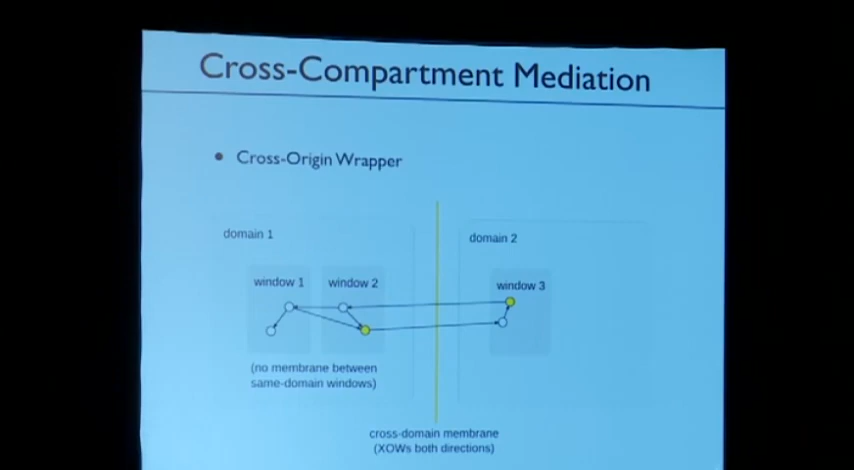 Cross-Compartment Mediation
• Cross-Origin Wrapper
domain 1
domain 2
window 1
window 2
window 3
(no membrane between
same-domain windows)
cross-domain membrane
(XOWs both directions)